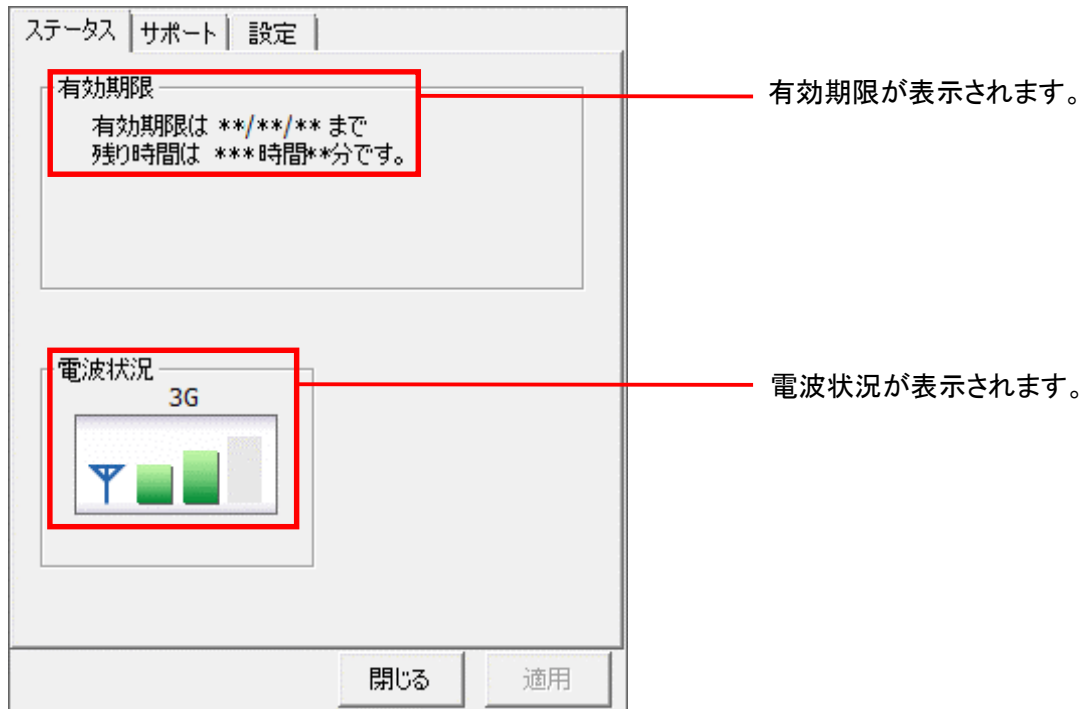 ステータス サポート 設定
有効期限
有効期限は **/**/** まで
残り時間は ***時間**分です。
有効期限が表示されます。
電波状況
3G
電波状況が表示されます。
閉じる 適用